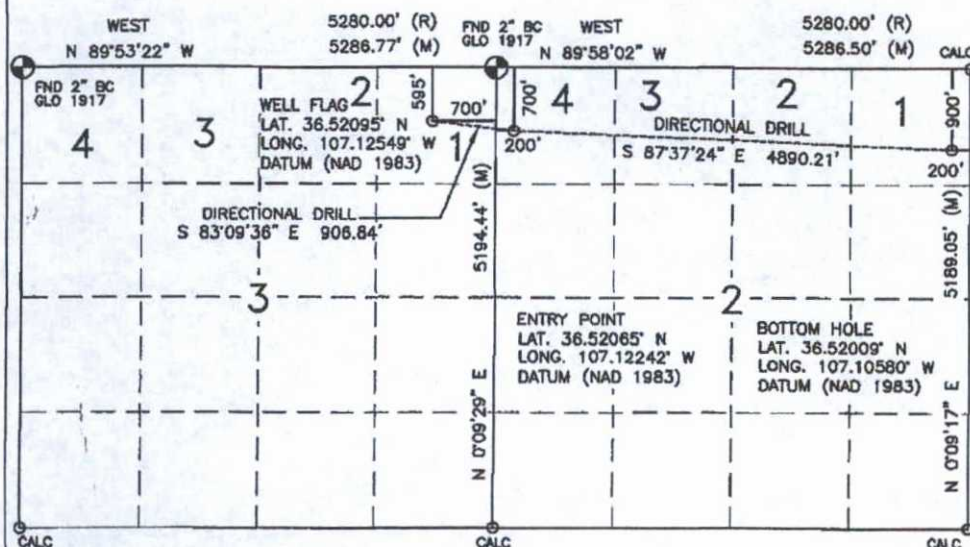 WEST
5280.00' (R)
N 89°53'22" W
5286.77' (M)
FND 2" BC
GLO 1917
WEST
5280.00' (R)
N 89°58'02" W
5286.50' (M)
CALC
FND 2" BC
GLO 1917
4
3
2
1
595'
700'
WELL FLAG
LAT. 36.52095° N
LONG. 107.12549° W
DATUM (NAD 1983)
700'
200'
4
3
2
1
900'
200'
DIRECTIONAL DRILL
S 87°37'24" E 4890.21'
DIRECTIONAL DRILL
S 83°09'36" E 906.84'
5194.44' (M)
N 0°09'29" E
5189.05' (M)
N 0°09'17" E
3
2
ENTRY POINT
LAT. 36.52065° N
LONG. 107.12242° W
DATUM (NAD 1983)
BOTTOM HOLE
LAT. 36.52009° N
LONG. 107.10580° W
DATUM (NAD 1983)
CALC
CALC
CALC